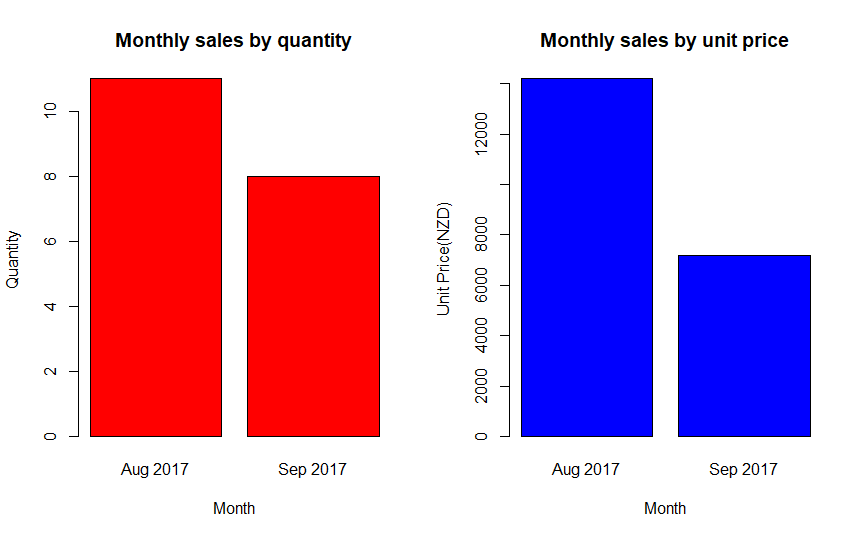 Monthly sales by quantity
Quantity
0
2
4
6
8
10
Aug 2017 Sep 2017
Month
Monthly sales by unit price
Unit Price(NZD)
0
2000
4000
6000
8000
12000
Aug 2017 Sep 2017
Month